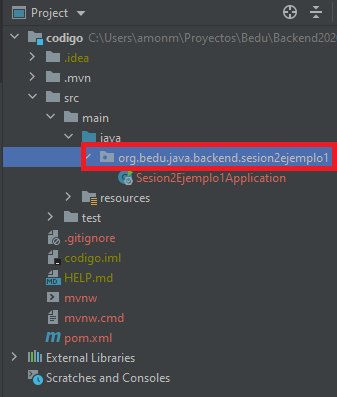 Project
codigo C:\Users\amonm\Proyectos\Bedu\Backend202
.idea
.mvn
src
main
java
org.bedu.java.backend.sesion2ejemplo1
Sesion2Ejemplo1Application
resources
test
.gitignore
codigo.iml
HELP.md
mvnw
mvnw.cmd
pom.xml
External Libraries
Scratches and Consoles